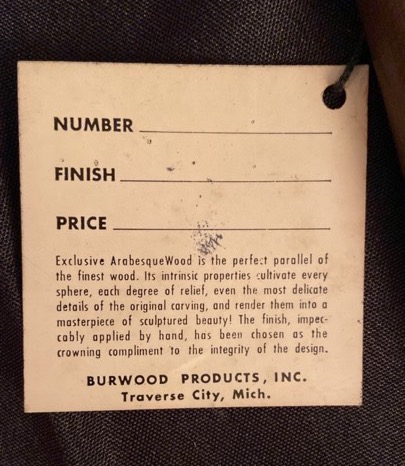 NUMBER
FINISH
PRICE
Exclusive ArabesqueWood is the perfect parallel of
the finest wood. Its intrinsic properties cultivate every
sphere, each degree of relief, even the most delicate
details of the original carving, and render them into a
masterpiece of sculptured beauty! The finish, impec-
cably applied by hand, has been chosen as the
crowning compliment to the integrity of the design.
BURWOOD PRODUCTS, INC.
Traverse City, Mich.